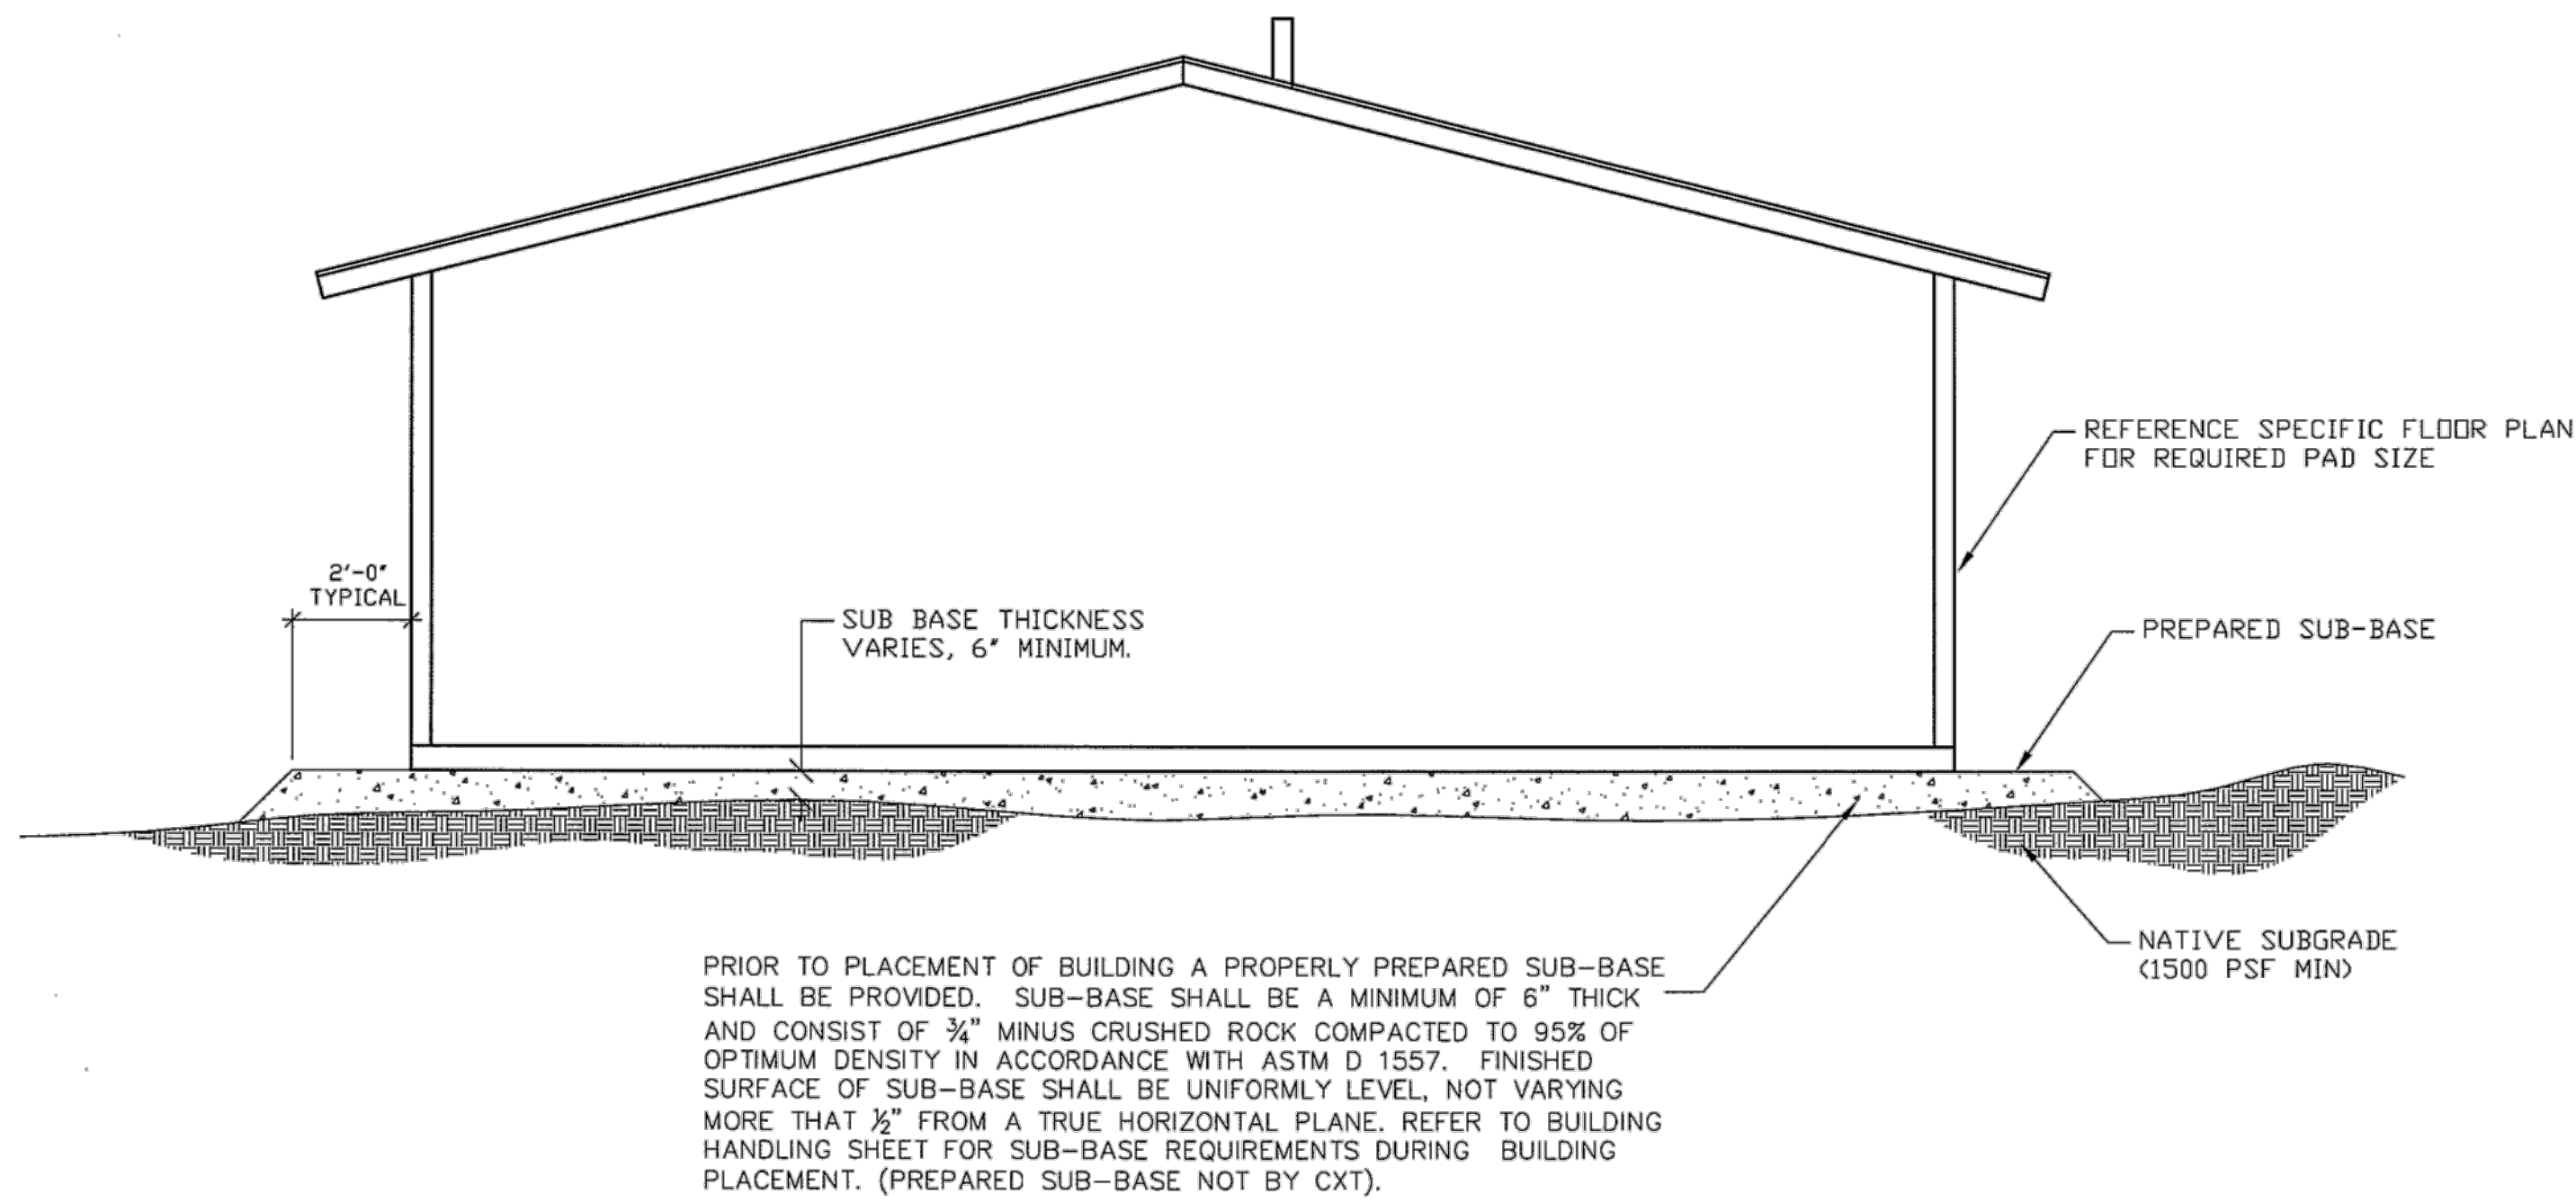 REFERENCE SPECIFIC FLOOR PLAN
FOR REQUIRED PAD SIZE
2'-0"
TYPICAL
SUB BASE THICKNESS
VARIES, 6" MINIMUM.
PREPARED SUB-BASE
NATIVE SUBGRADE
(1500 PSF MIN)
PRIOR TO PLACEMENT OF BUILDING A PROPERLY PREPARED SUB-BASE
SHALL BE PROVIDED. SUB-BASE SHALL BE A MINIMUM OF 6" THICK
AND CONSIST OF ¾" MINUS CRUSHED ROCK COMPACTED TO 95% OF
OPTIMUM DENSITY IN ACCORDANCE WITH ASTM D 1557. FINISHED
SURFACE OF SUB-BASE SHALL BE UNIFORMLY LEVEL, NOT VARYING
MORE THAT ½" FROM A TRUE HORIZONTAL PLANE. REFER TO BUILDING
HANDLING SHEET FOR SUB-BASE REQUIREMENTS DURING BUILDING
PLACEMENT. (PREPARED SUB-BASE NOT BY CXT).